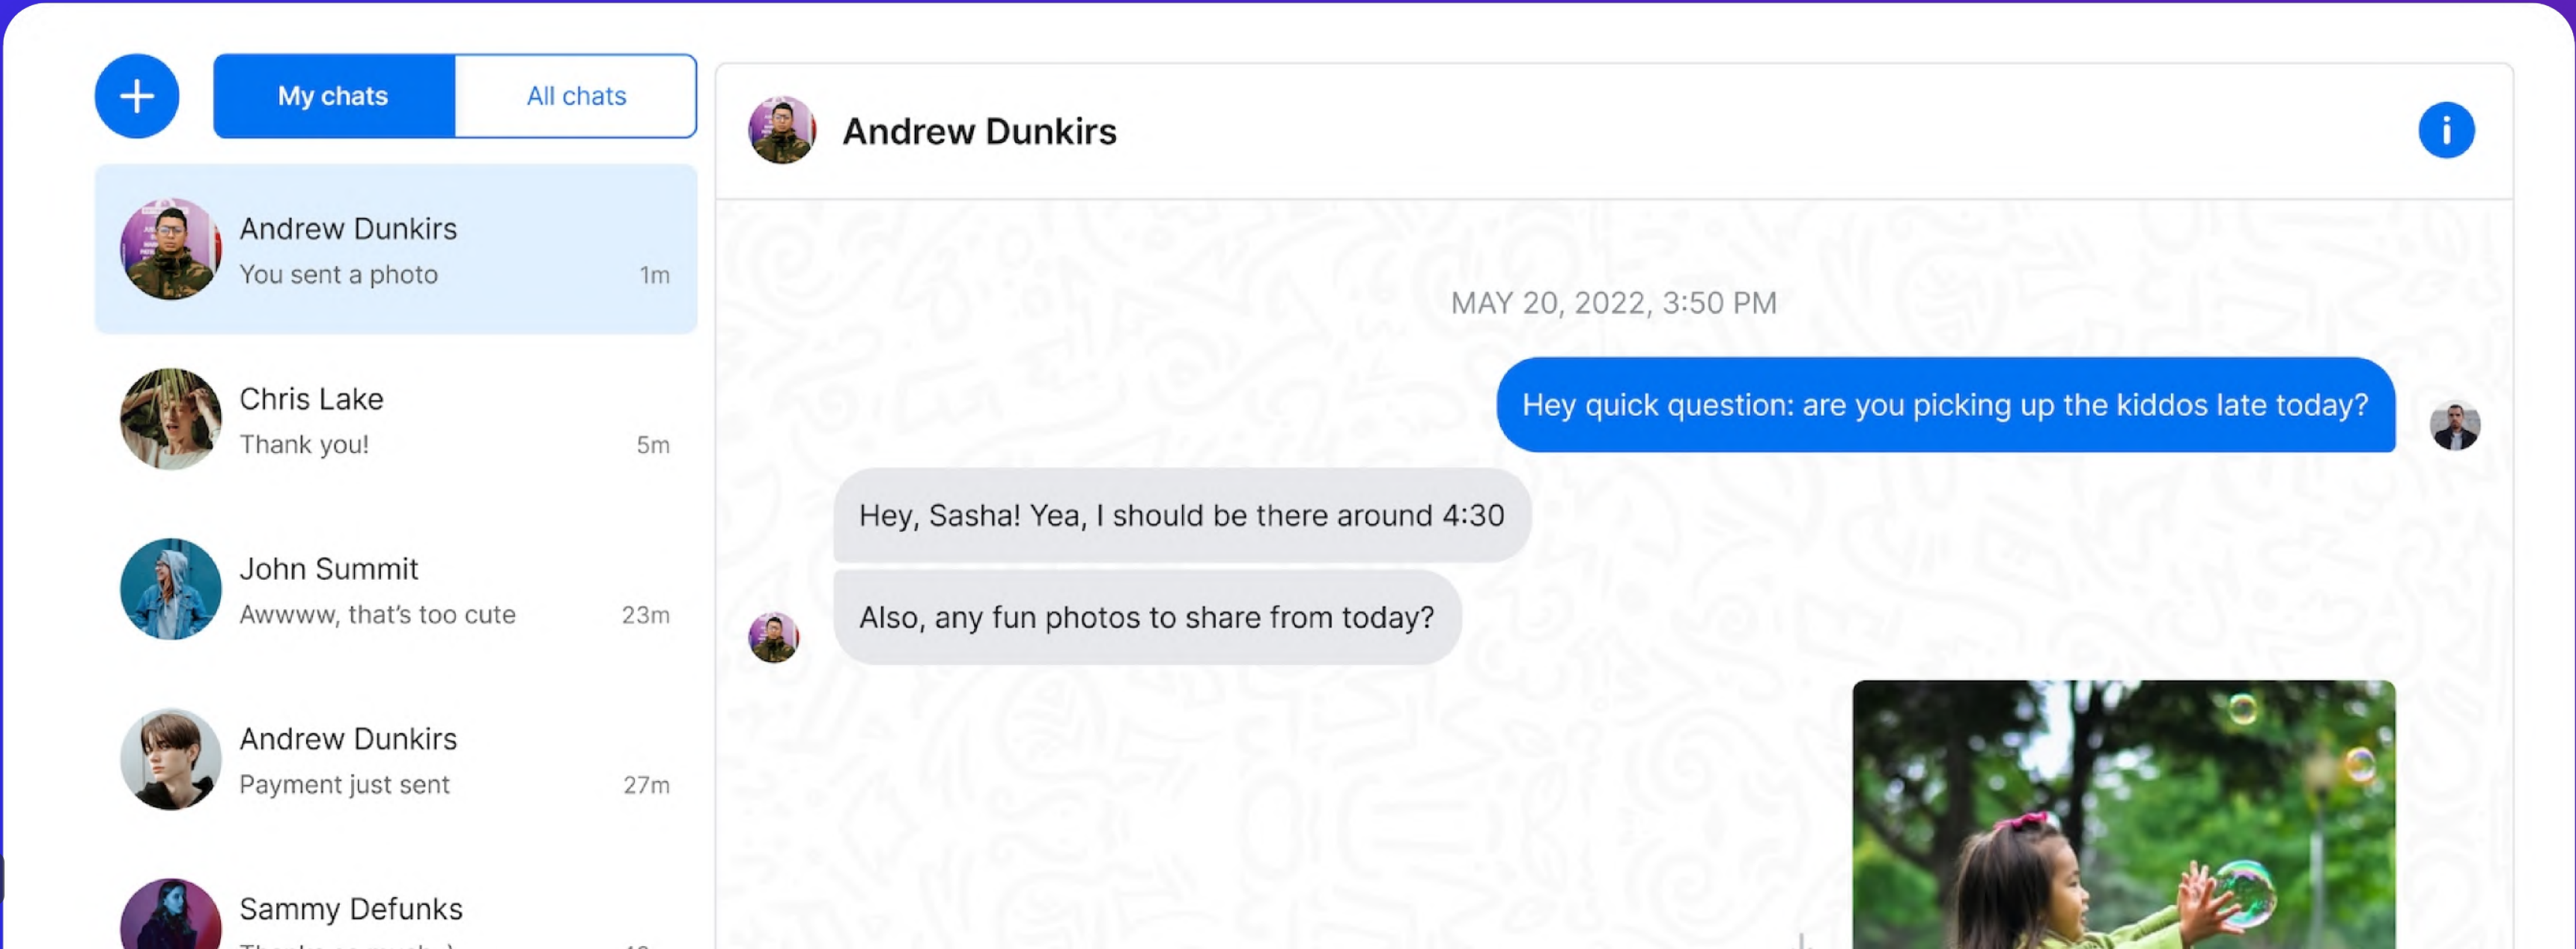 My chats
All chats
Andrew Dunkirs
You sent a photo
1m
Chris Lake
Thank you!
5m
John Summit
Awwww, that’s too cute
23m
Andrew Dunkirs
Payment just sent
27m
Sammy Defunks
Andrew Dunkirs
MAY 20, 2022, 3:50 PM
Hey quick question: are you picking up the kiddos late today?
Hey, Sasha! Yea, I should be there around 4:30
Also, any fun photos to share from today?